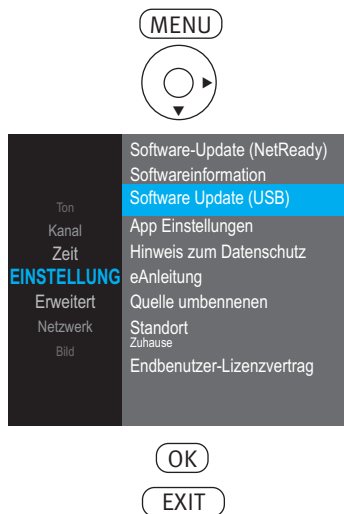 MENU
Software-Update (NetReady)
Softwareinformation
Software Update (USB)
App Einstellungen
Hinweis zum Datenschutz
eAnleitung
Quelle umbennenen
Standort
Zuhause
Endbenutzer-Lizenzvertrag
Ton
Kanal
Zeit
EINSTELLUNG
Erweitert
Netzwerk
Bild
OK
EXIT